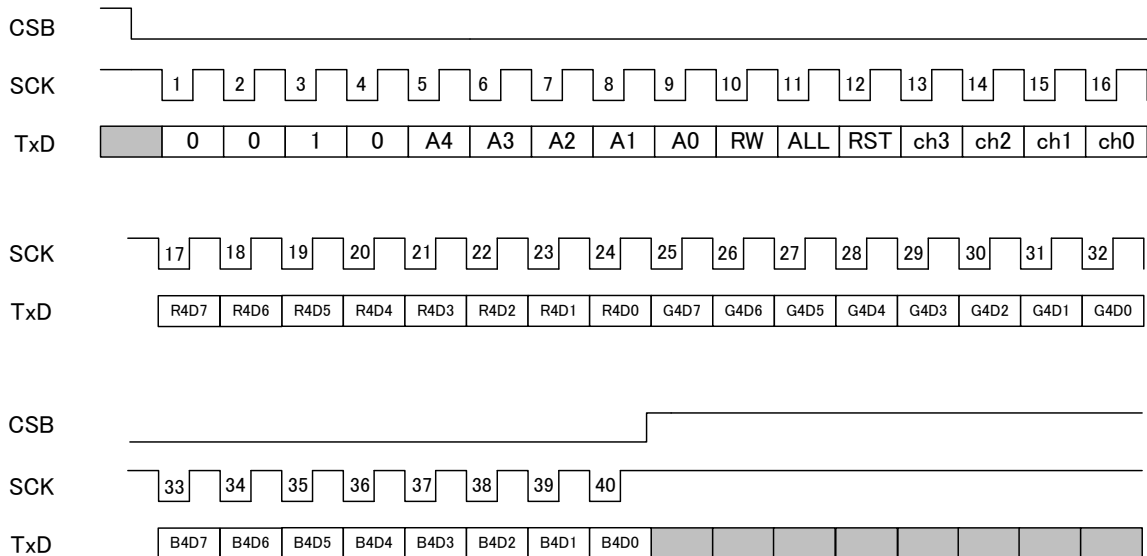 CSB
SCK 1 2 3 4 5 6 7 8 9 10 11 12 13 14 15 16
TxD 0 0 1 0 A4 A3 A2 A1 A0 RW ALL RST ch3 ch2 ch1 ch0
SCK 17 18 19 20 21 22 23 24 25 26 27 28 29 30 31 32
TxD R4D7 R4D6 R4D5 R4D4 R4D3 R4D2 R4D1 R4D0 G4D7 G4D6 G4D5 G4D4 G4D3 G4D2 G4D1 G4D0
CSB
SCK 33 34 35 36 37 38 39 40
TxD B4D7 B4D6 B4D5 B4D4 B4D3 B4D2 B4D1 B4D0